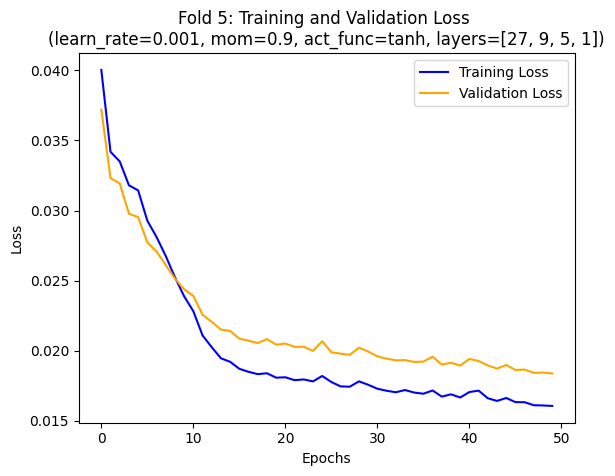 Fold 5: Training and Validation Loss
(learn_rate=0.001, mom=0.9, act_func=tanh, layers=[27, 9, 5, 1])
Training Loss
Validation Loss
0.040
0.035
0.030
0.025
0.020
0.015
Loss
0 10 20 30 40 50
Epochs